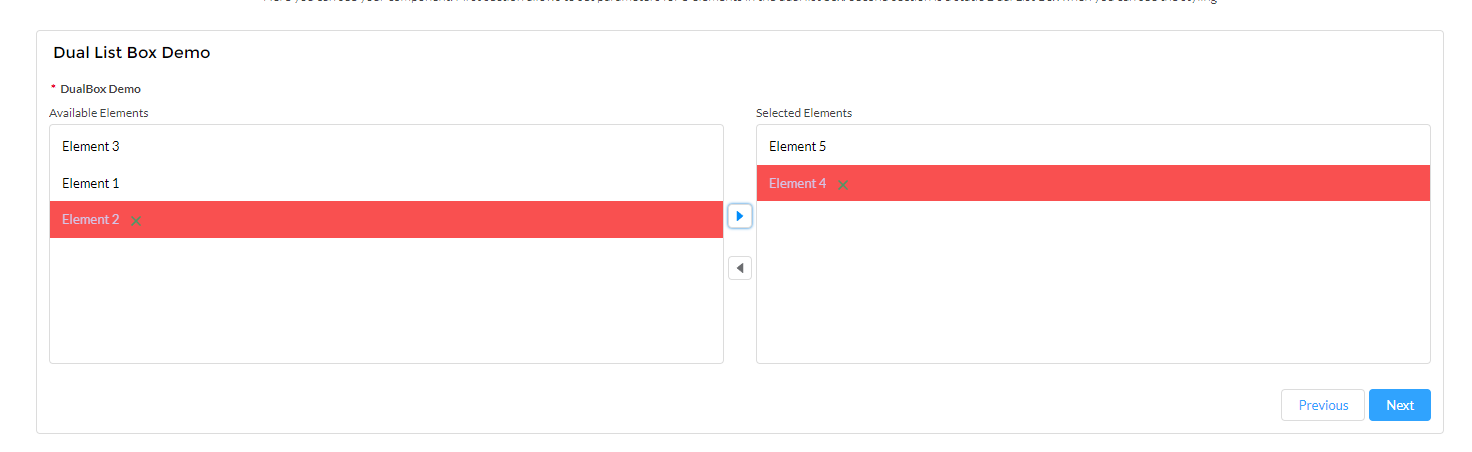 Dual List Box Demo
* DualBox Demo
Available Elements
Selected Elements
Element 3
Element 1
Element 2
Element 5
Element 4
Previous
Next